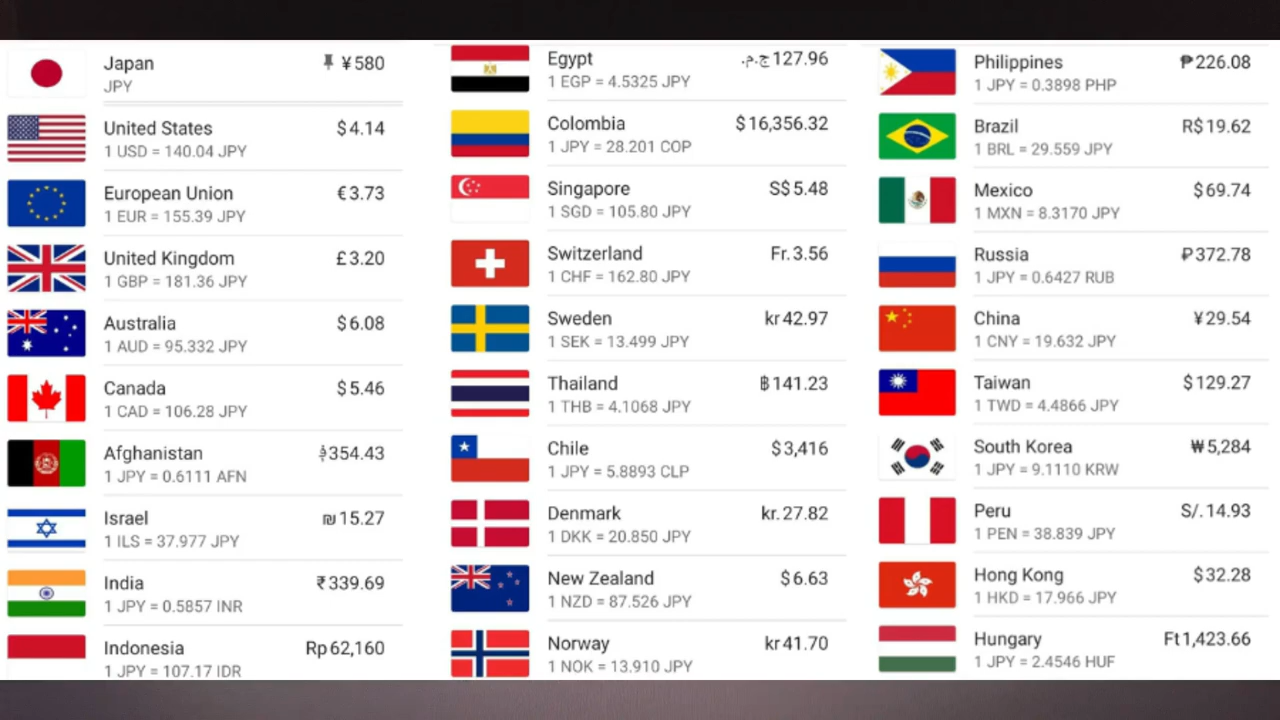 Japan ¥580
JPY
United States $4.14
1 USD = 140.04 JPY
European Union €3.73
1 EUR = 155.39 JPY
United Kingdom £3.20
1 GBP = 181.36 JPY
Australia $6.08
1 AUD = 95.332 JPY
Canada $5.46
1 CAD = 106.28 JPY
Afghanistan ؋354.43
1 JPY = 0.6111 AFN
Israel ₪15.27
1 ILS = 37.977 JPY
India ₹339.69
1 JPY = 0.5857 INR
Indonesia Rp62,160
1 JPY = 107.17 IDR
Egypt ج.م.127.96
1 EGP = 4.5325 JPY
Colombia $16,356.32
1 JPY = 28.201 COP
Singapore S$5.48
1 SGD = 105.80 JPY
Switzerland Fr.3.56
1 CHF = 162.80 JPY
Sweden kr42.97
1 SEK = 13.499 JPY
Thailand ฿141.23
1 THB = 4.1068 JPY
Chile $3,416
1 JPY = 5.8893 CLP
Denmark kr.27.82
1 DKK = 20.850 JPY
New Zealand $6.63
1 NZD = 87.526 JPY
Norway kr41.70
1 NOK = 13.910 JPY
Philippines ₱226.08
1 JPY = 0.3898 PHP
Brazil R$19.62
1 BRL = 29.559 JPY
Mexico $69.74
1 MXN = 8.3170 JPY
Russia ₽372.78
1 JPY = 0.6427 RUB
China ¥29.54
1 CNY = 19.632 JPY
Taiwan $129.27
1 TWD = 4.4866 JPY
South Korea ₩5,284
1 JPY = 9.1110 KRW
Peru S/.14.93
1 PEN = 38.839 JPY
Hong Kong $32.28
1 HKD = 17.966 JPY
Hungary Ft1,423.66
1 JPY = 2.4546 HUF